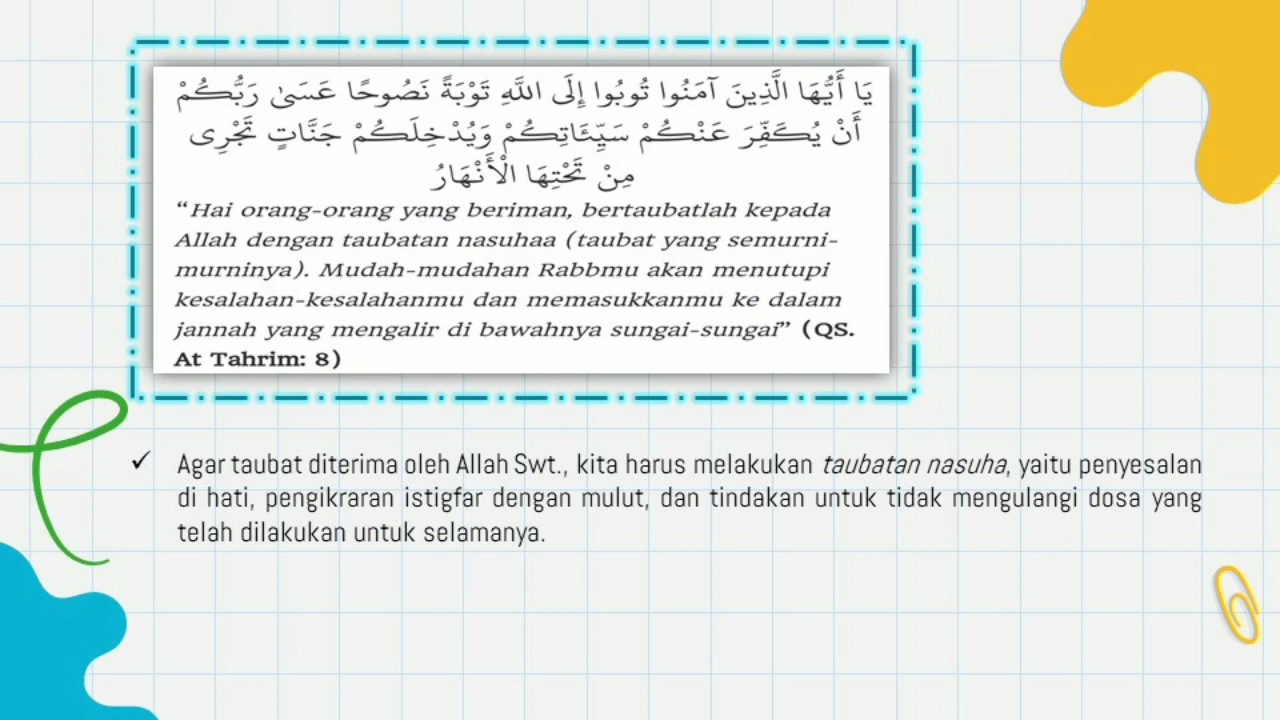 يَا أَيُّهَا الَّذِينَ آمَنُوا تُوبُوا إِلَى اللَّهِ تَوْبَةً نَصُوحًا عَسَىٰ رَبُّكُمْ
أَنْ يُكَفِّرَ عَنْكُمْ سَيِّئَاتِكُمْ وَيُدْخِلَكُمْ جَنَّاتٍ تَجْرِى
مِنْ تَحْتِهَا الْأَنْهَارُ
“Hai orang-orang yang beriman, bertaubatlah kepada
Allah dengan taubatan nasuhaa (taubat yang semurni-
murninya). Mudah-mudahan Rabbmu akan menutupi
kesalahan-kesalahanmu dan memasukkanmu ke dalam
jannah yang mengalir di bawahnya sungai-sungai” (QS.
At Tahrim: 8)
✓ Agar taubat diterima oleh Allah Swt., kita harus melakukan taubatan nasuha, yaitu penyesalan
di hati, pengikraran istigfar dengan mulut, dan tindakan untuk tidak mengulangi dosa yang
telah dilakukan untuk selamanya.